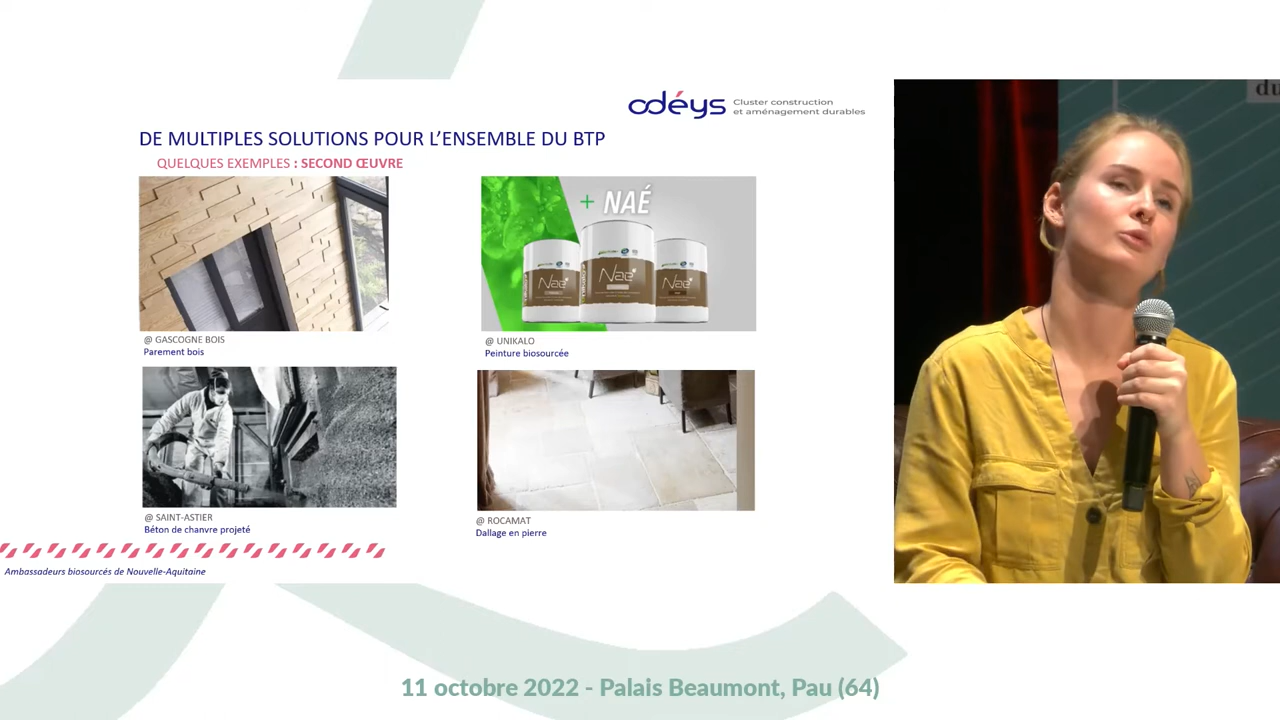 odéys
Cluster construction
et aménagement durables
DE MULTIPLES SOLUTIONS POUR L’ENSEMBLE DU BTP
QUELQUES EXEMPLES : SECOND ŒUVRE
+ NAÉ
Naé
Naé
Naé
@ GASCOGNE BOIS
Parement bois
@ UNIKALO
Peinture biosourcée
@ SAINT-ASTIER
Béton de chanvre projeté
@ ROCAMAT
Dallage en pierre
Ambassadeurs biosourcés de Nouvelle-Aquitaine
du
11 octobre 2022 - Palais Beaumont, Pau (64)